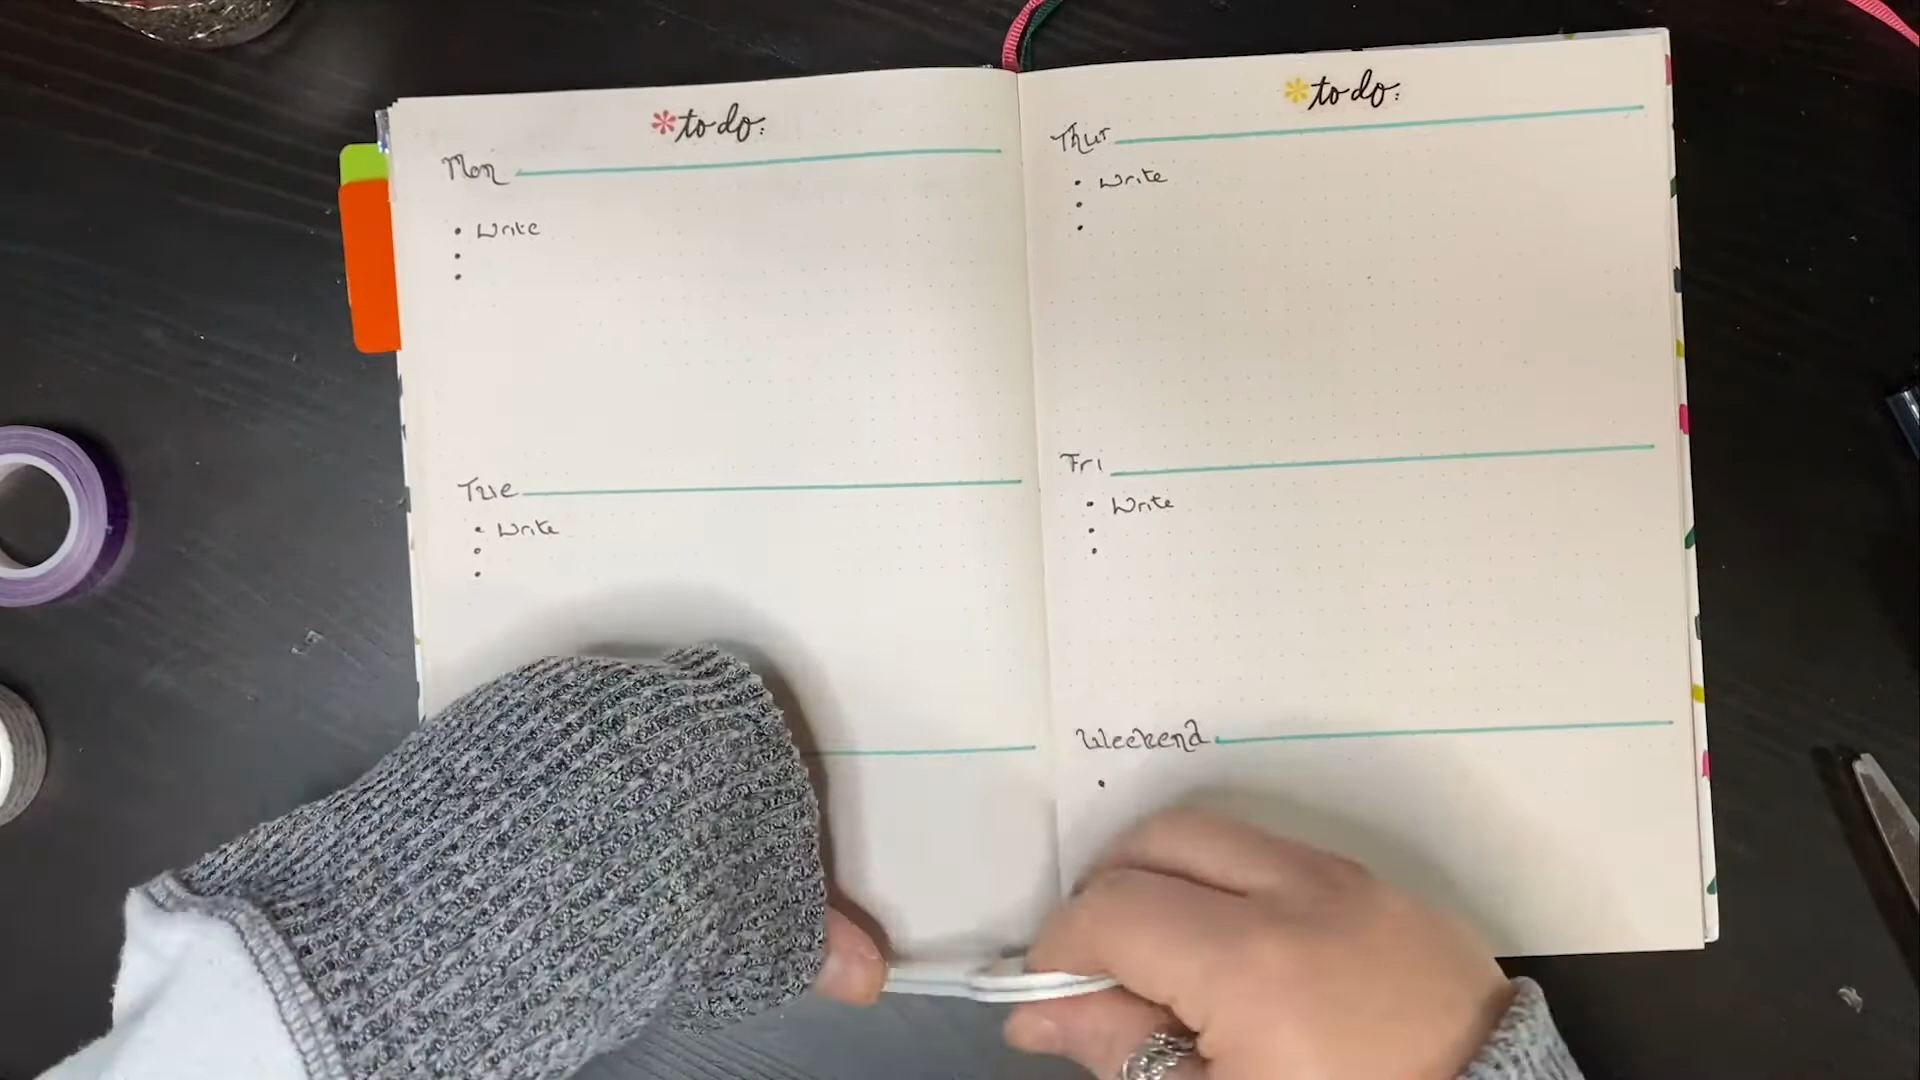 *to do:
Mon
• Write
•
•
Tue
• Write
•
•
*to do:
Thur
• Write
•
•
Fri
• Write
•
•
Weekend
•